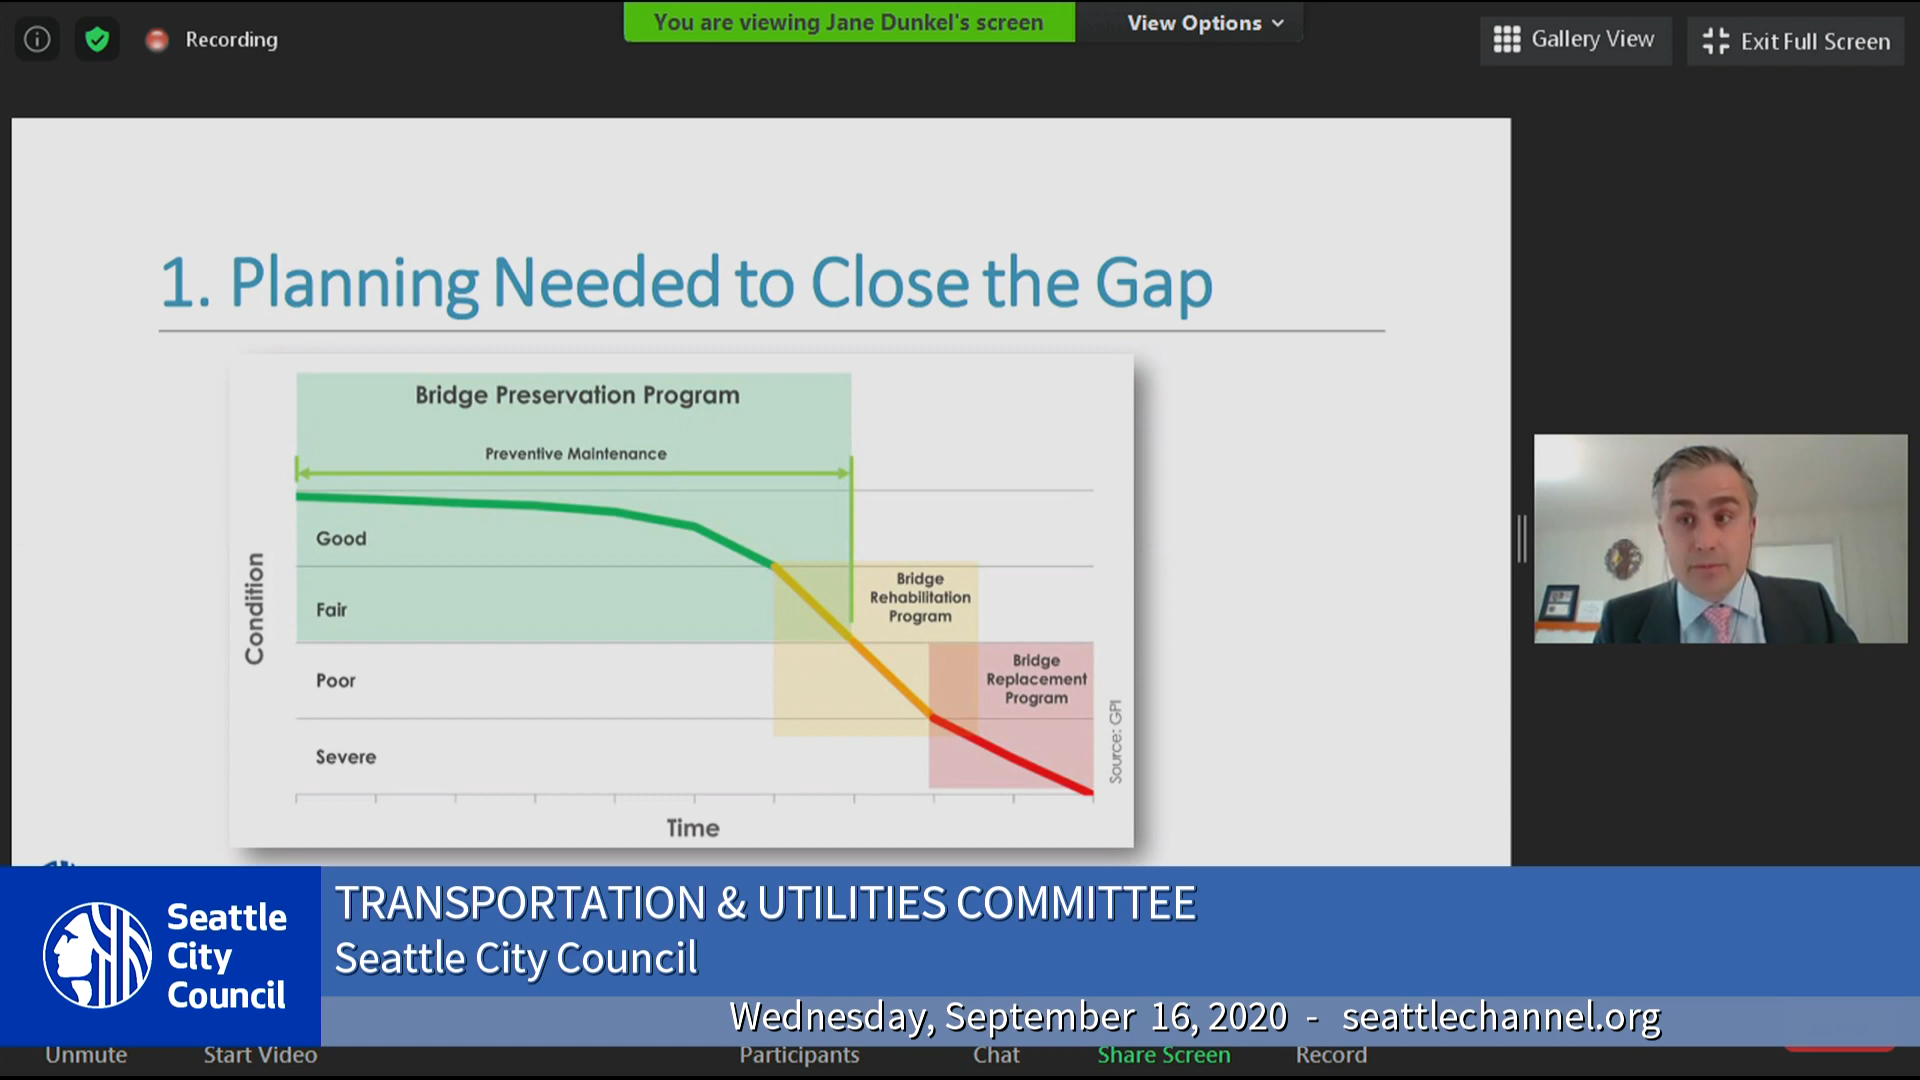 Recording
You are viewing Jane Dunkel's screen
View Options
Gallery View
Exit Full Screen
1. Planning Needed to Close the Gap
Bridge Preservation Program
Preventive Maintenance
Condition
Good
Fair
Poor
Severe
Bridge
Rehabilitation
Program
Bridge
Replacement
Program
Source: GPI
Time
Seattle
City
Council
TRANSPORTATION & UTILITIES COMMITTEE
Seattle City Council
Wednesday, September 16, 2020 - seattlechannel.org
Unmute
Start Video
Participants
Chat
Share Screen
Record